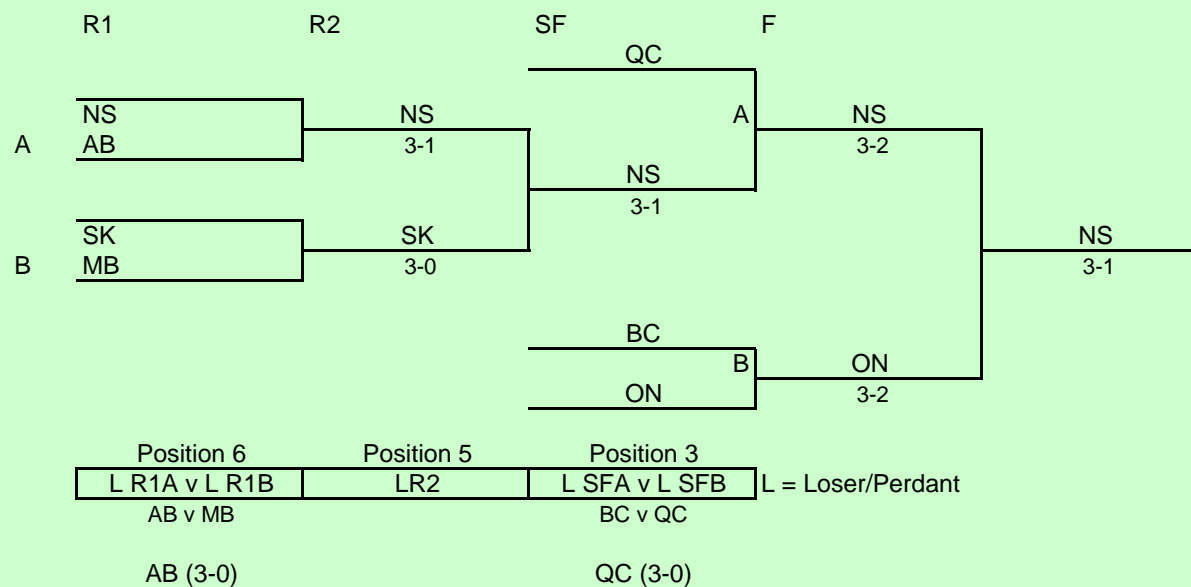 R1 R2 SF F
QC
NS NS A NS
A AB 3-1 3-2
NS
3-1
SK SK NS
B MB 3-0 3-1
BC
B ON
ON 3-2
Position 6 Position 5 Position 3
L R1A v L R1B LR2 L SFA v L SFB L = Loser/Perdant
AB v MB BC v QC
AB (3-0) QC (3-0)